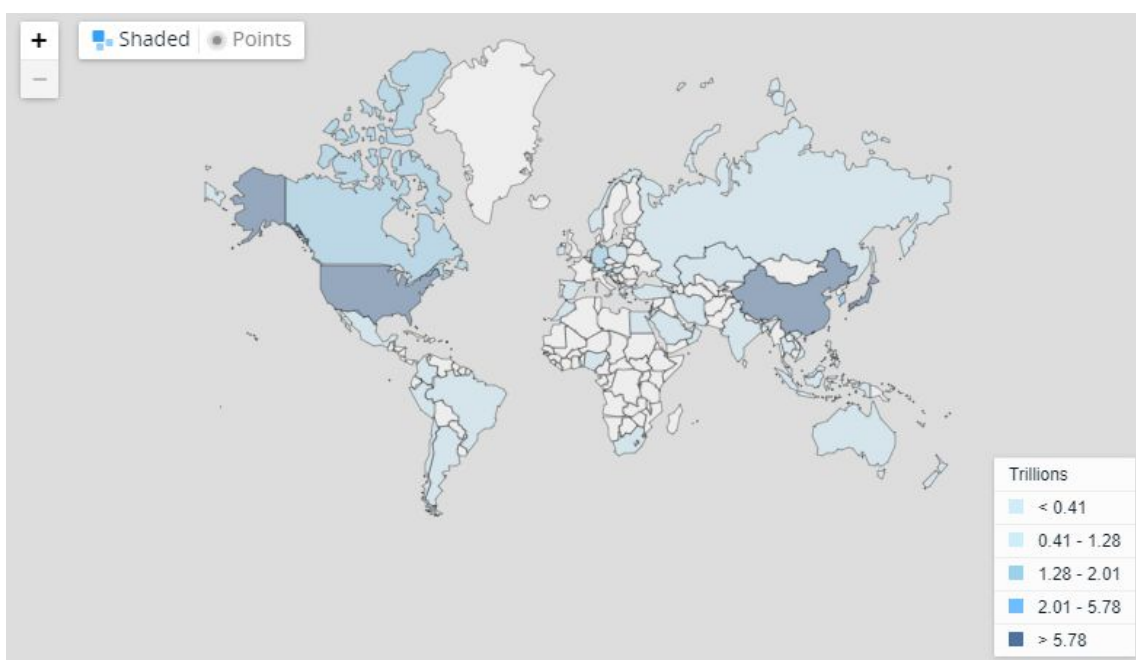 +
Shaded Points
−
Trillions
< 0.41
0.41 - 1.28
1.28 - 2.01
2.01 - 5.78
> 5.78